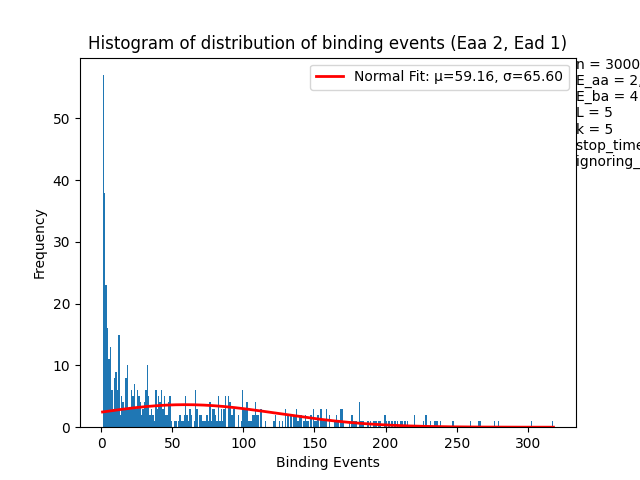 Histogram of distribution of binding events (Eaa 2, Ead 1)
Normal Fit: μ=59.16, σ=65.60
n = 3000
E_aa = 2,
E_ba = 4
L = 5
k = 5
stop_time
ignoring_
Frequency
50
40
30
20
10
0
0 50 100 150 200 250 300
Binding Events